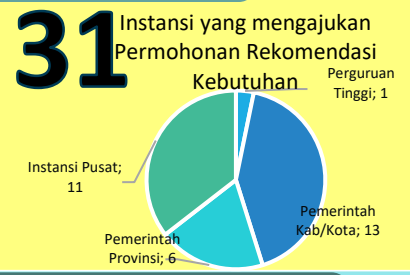 31
Instansi yang mengajukan
Permohonan Rekomendasi
Kebutuhan
Perguruan
Tinggi; 1
Instansi Pusat;
11
Pemerintah
Kab/Kota; 13
Pemerintah
Provinsi; 6